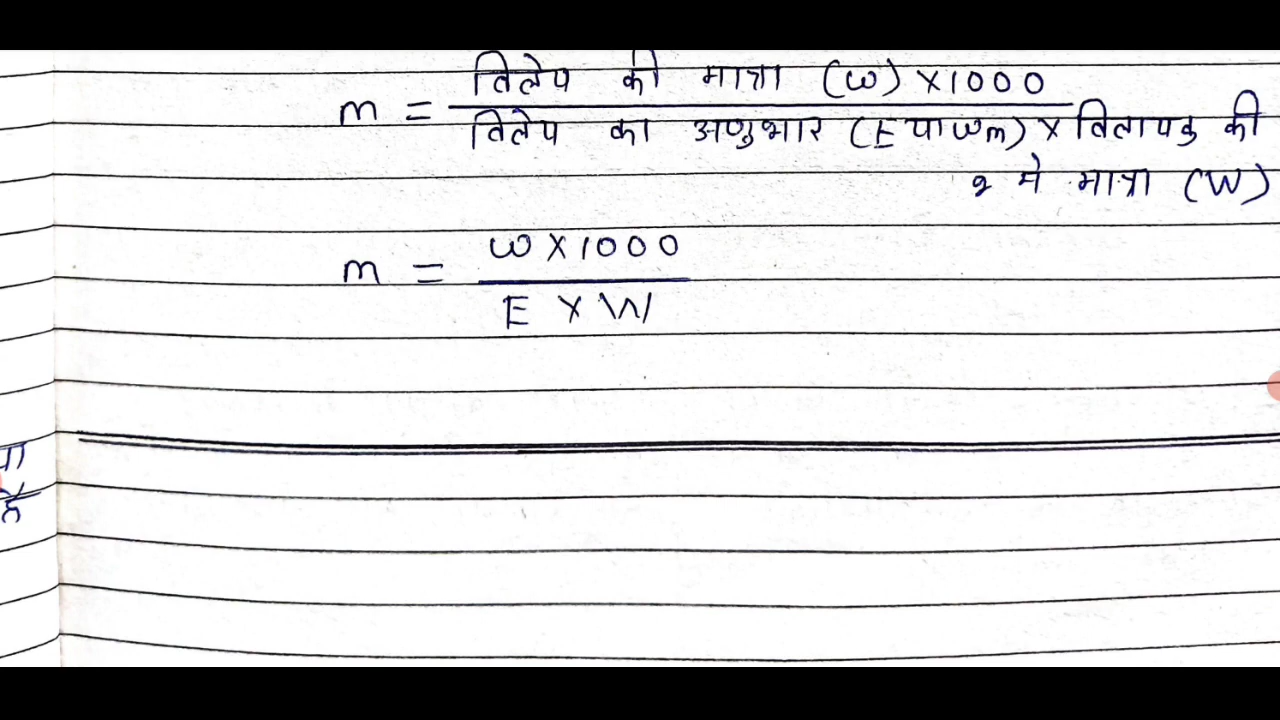 m = विलेय की मात्रा (w) × 1000
विलेय का अणुभार (E या wm) × विलायक की
g मे मात्रा (W)
m = w × 1000
E × W
या
है